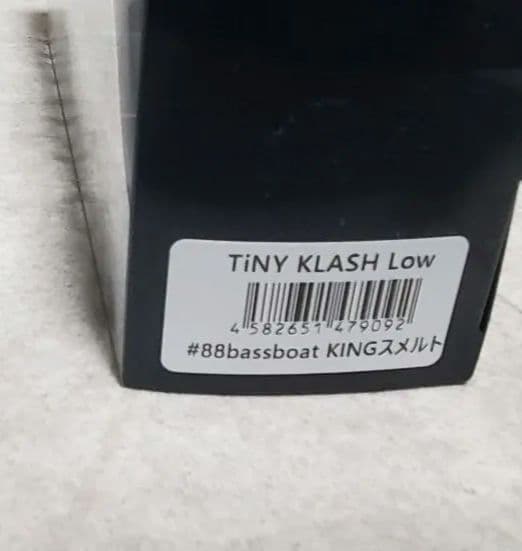 TiNY KLASH Low
4 582651 479092
#88bassboat KINGスメルト